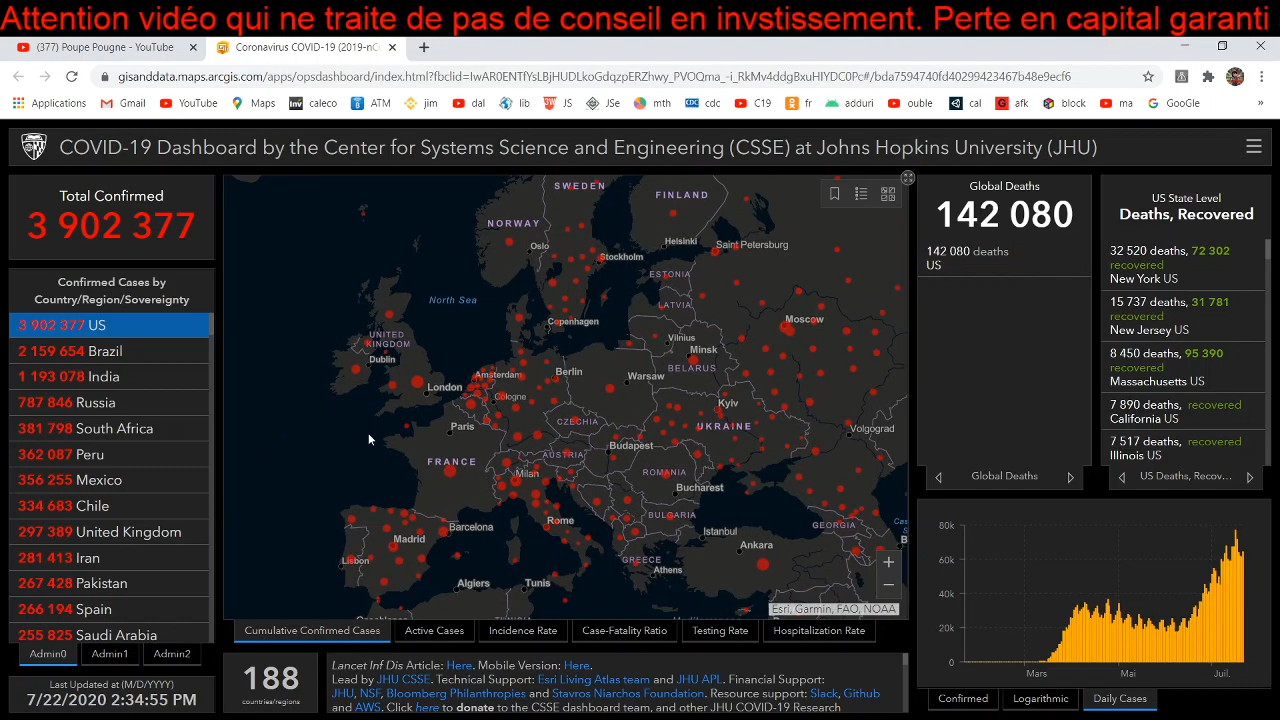 Attention vidéo qui ne traite de pas de conseil en invstissement. Perte en capital garanti
(377) Poupe Pougne - YouTube
Coronavirus COVID-19 (2019-nC
gisanddata.maps.arcgis.com/apps/opsdashboard/index.html?fbclid=IwAR0ENTfYsLBjHUDLkoGdqzpERZhwy_PVOQma_-i_RkMv4ddgBxuHIYDC0Pc#/bda7594740fd40299423467b48e9ecf6
Applications Gmail YouTube Maps caleco ATM jim dal lib JS JSe mth cdc C19 fr adduri ouble cal afk block ma GooGle
COVID-19 Dashboard by the Center for Systems Science and Engineering (CSSE) at Johns Hopkins University (JHU)
Total Confirmed
3 902 377
Confirmed Cases by
Country/Region/Sovereignty
3 902 377 US
2 159 654 Brazil
1 193 078 India
787 846 Russia
381 798 South Africa
362 087 Peru
356 255 Mexico
334 683 Chile
297 389 United Kingdom
281 413 Iran
267 428 Pakistan
266 194 Spain
255 825 Saudi Arabia
Admin0 Admin1 Admin2
Last Updated at (M/D/YYYY)
7/22/2020 2:34:55 PM
SWEDEN
FINLAND
NORWAY
Oslo
Helsinki
Saint Petersburg
Stockholm
ESTONIA
North Sea
LATVIA
Copenhagen
Moscow
UNITED
KINGDOM
Vilnius
Dublin
Minsk
BELARUS
Amsterdam
Berlin
Warsaw
London
Cologne
Kyiv
Paris
CZECHIA
UKRAINE
Volgograd
Budapest
AUSTRIA
FRANCE
Milan
ROMANIA
Bucharest
BULGARIA
Rome
Barcelona
Madrid
Istanbul
GEORGIA
Ankara
Lisbon
GREECE
Athens
Algiers
Tunis
Esri, Garmin, FAO, NOAA
Cumulative Confirmed Cases Active Cases Incidence Rate Case-Fatality Ratio Testing Rate Hospitalization Rate
188
countries/regions
Lancet Inf Dis Article: Here. Mobile Version: Here.
Lead by JHU CSSE. Technical Support: Esri Living Atlas team and JHU APL. Financial Support:
JHU, NSF, Bloomberg Philanthropies and Stavros Niarchos Foundation. Resource support: Slack, Github
and AWS. Click here to donate to the CSSE dashboard team, and other JHU COVID-19 Research
Global Deaths
142 080
142 080 deaths
US
Global Deaths
US State Level
Deaths, Recovered
32 520 deaths, 72 302
recovered
New York US
15 737 deaths, 31 781
recovered
New Jersey US
8 450 deaths, 95 390
recovered
Massachusetts US
7 890 deaths, recovered
California US
7 517 deaths, recovered
Illinois US
US Deaths, Recov...
80k
60k
40k
20k
0
Mars Mai Juil.
Confirmed Logarithmic Daily Cases